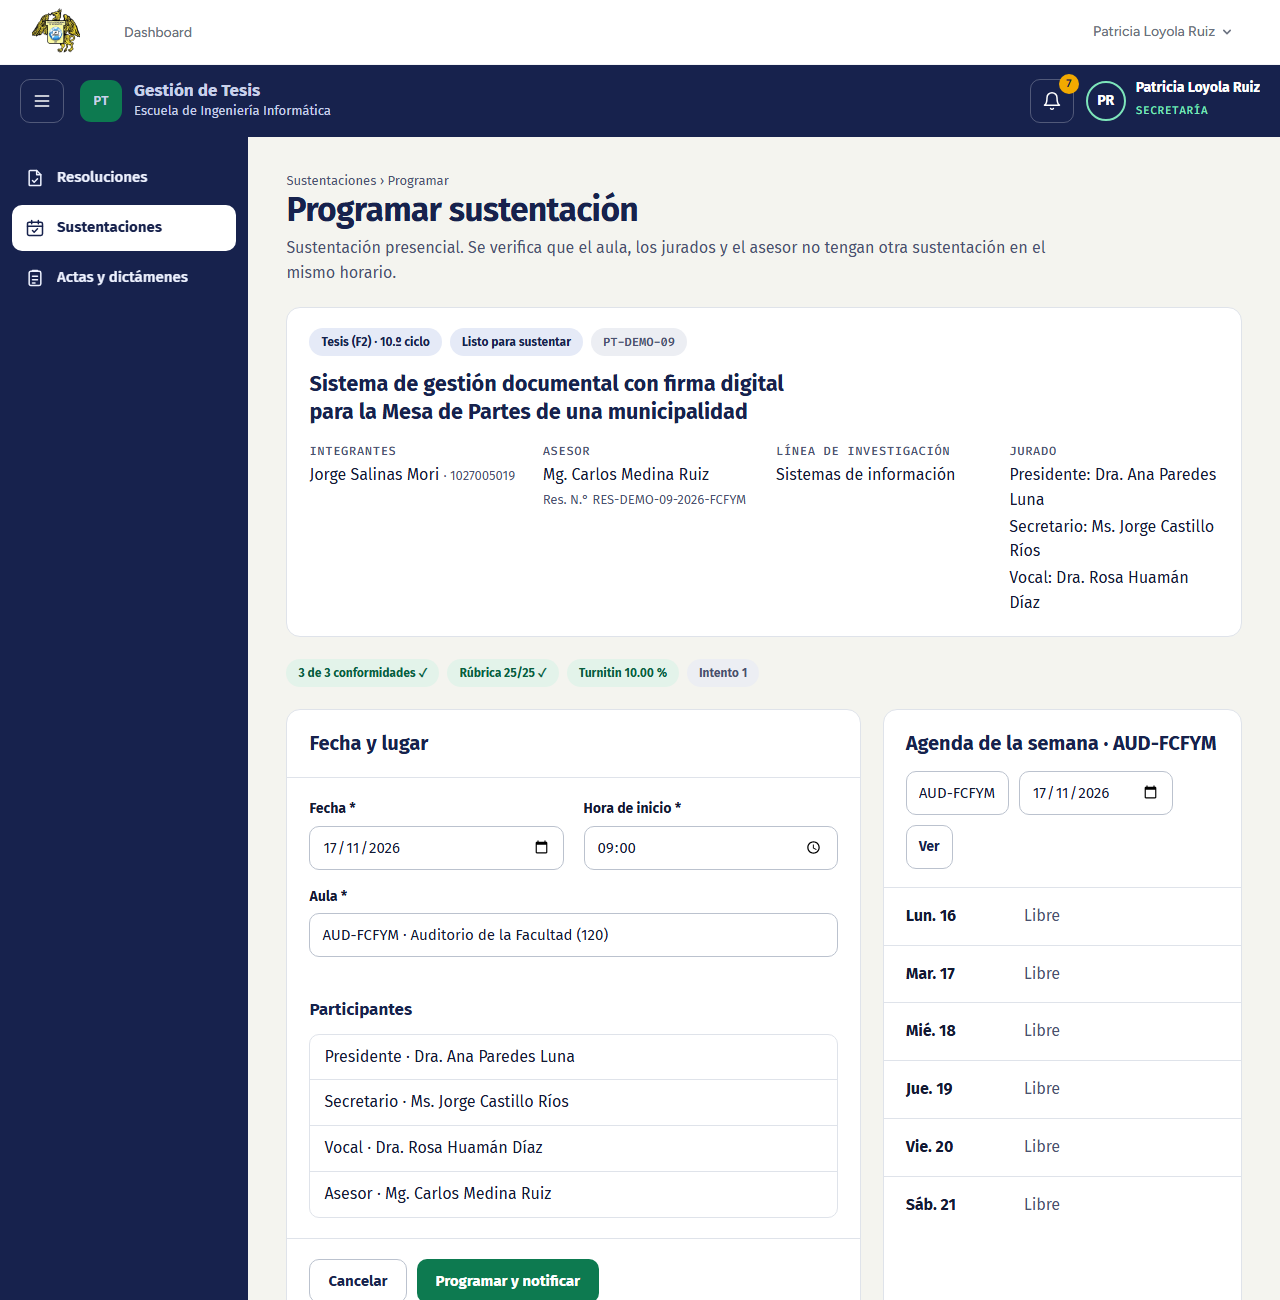 Dashboard
Patricia Loyola Ruiz
PT
Gestión de Tesis
Escuela de Ingeniería Informática
7
PR
Patricia Loyola Ruiz
SECRETARÍA
Resoluciones
Sustentaciones
Actas y dictámenes
Sustentaciones › Programar
Programar sustentación
Sustentación presencial. Se verifica que el aula, los jurados y el asesor no tengan otra sustentación en el
mismo horario.
Tesis (F2) · 10.º ciclo
Listo para sustentar
PT-DEMO-09
Sistema de gestión documental con firma digital
para la Mesa de Partes de una municipalidad
INTEGRANTES
Jorge Salinas Mori · 1027005019
ASESOR
Mg. Carlos Medina Ruiz
Res. N.° RES-DEMO-09-2026-FCFYM
LÍNEA DE INVESTIGACIÓN
Sistemas de información
JURADO
Presidente: Dra. Ana Paredes
Luna
Secretario: Ms. Jorge Castillo
Ríos
Vocal: Dra. Rosa Huamán
Díaz
3 de 3 conformidades ✓
Rúbrica 25/25 ✓
Turnitin 10.00 %
Intento 1
Fecha y lugar
Fecha *
17/11/2026
Hora de inicio *
09:00
Aula *
AUD-FCFYM · Auditorio de la Facultad (120)
Participantes
Presidente · Dra. Ana Paredes Luna
Secretario · Ms. Jorge Castillo Ríos
Vocal · Dra. Rosa Huamán Díaz
Asesor · Mg. Carlos Medina Ruiz
Cancelar
Programar y notificar
Agenda de la semana · AUD-FCFYM
AUD-FCFYM
17/11/2026
Ver
Lun. 16 Libre
Mar. 17 Libre
Mié. 18 Libre
Jue. 19 Libre
Vie. 20 Libre
Sáb. 21 Libre